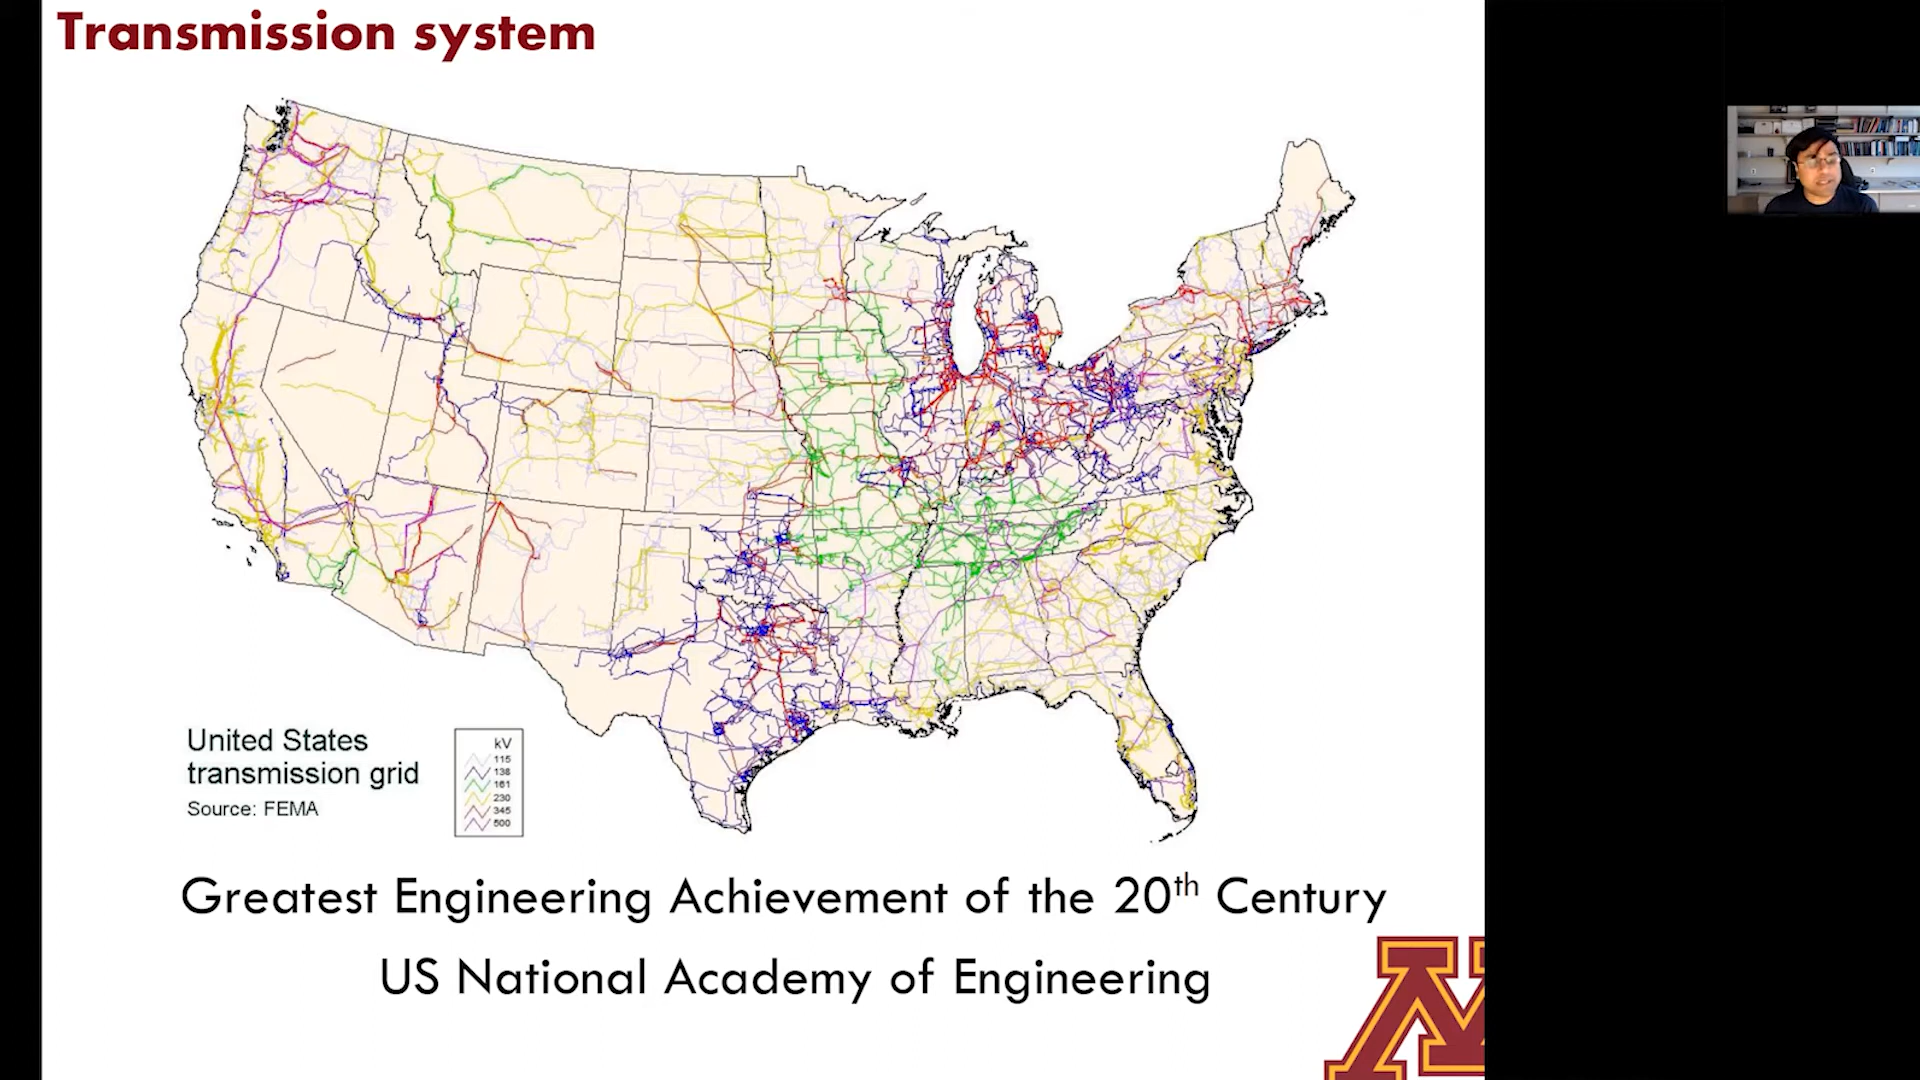 Transmission system
United States
transmission grid
Source: FEMA
kV
115
138
161
230
345
500
Greatest Engineering Achievement of the 20th Century
US National Academy of Engineering